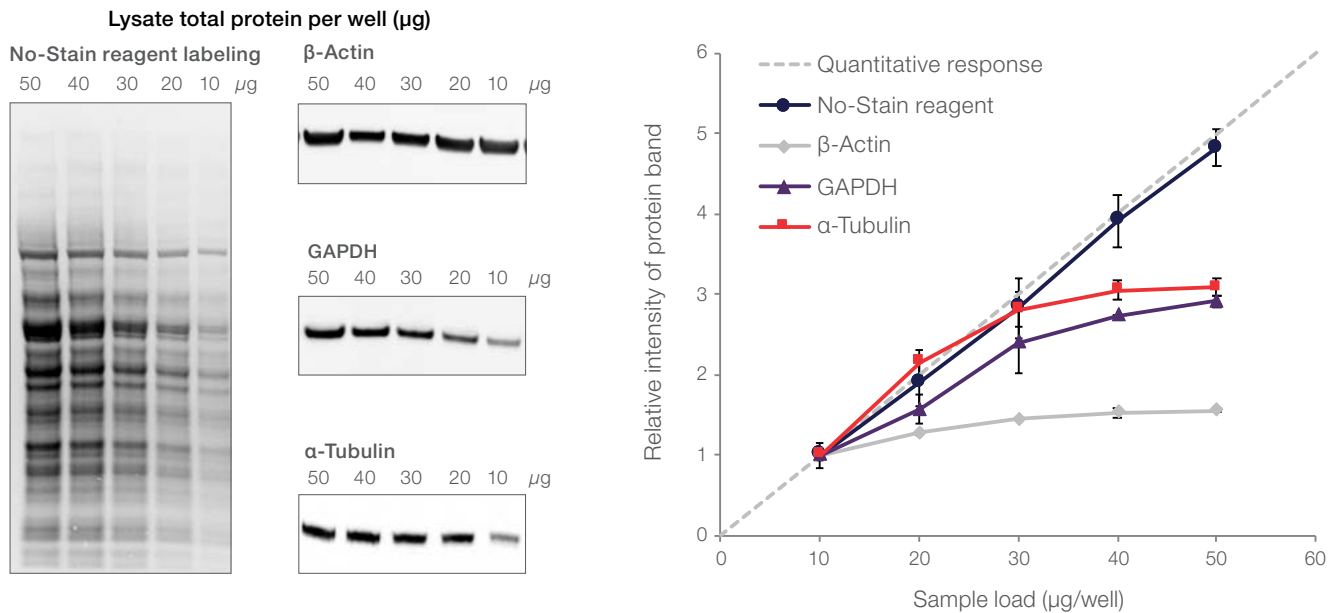 Lysate total protein per well (µg)
No-Stain reagent labeling
50 40 30 20 10 µg
β-Actin
50 40 30 20 10 µg
GAPDH
50 40 30 20 10 µg
α-Tubulin
50 40 30 20 10 µg
Relative intensity of protein band
6
5
4
3
2
1
0
Quantitative response
No-Stain reagent
β-Actin
GAPDH
α-Tubulin
0 10 20 30 40 50 60
Sample load (µg/well)